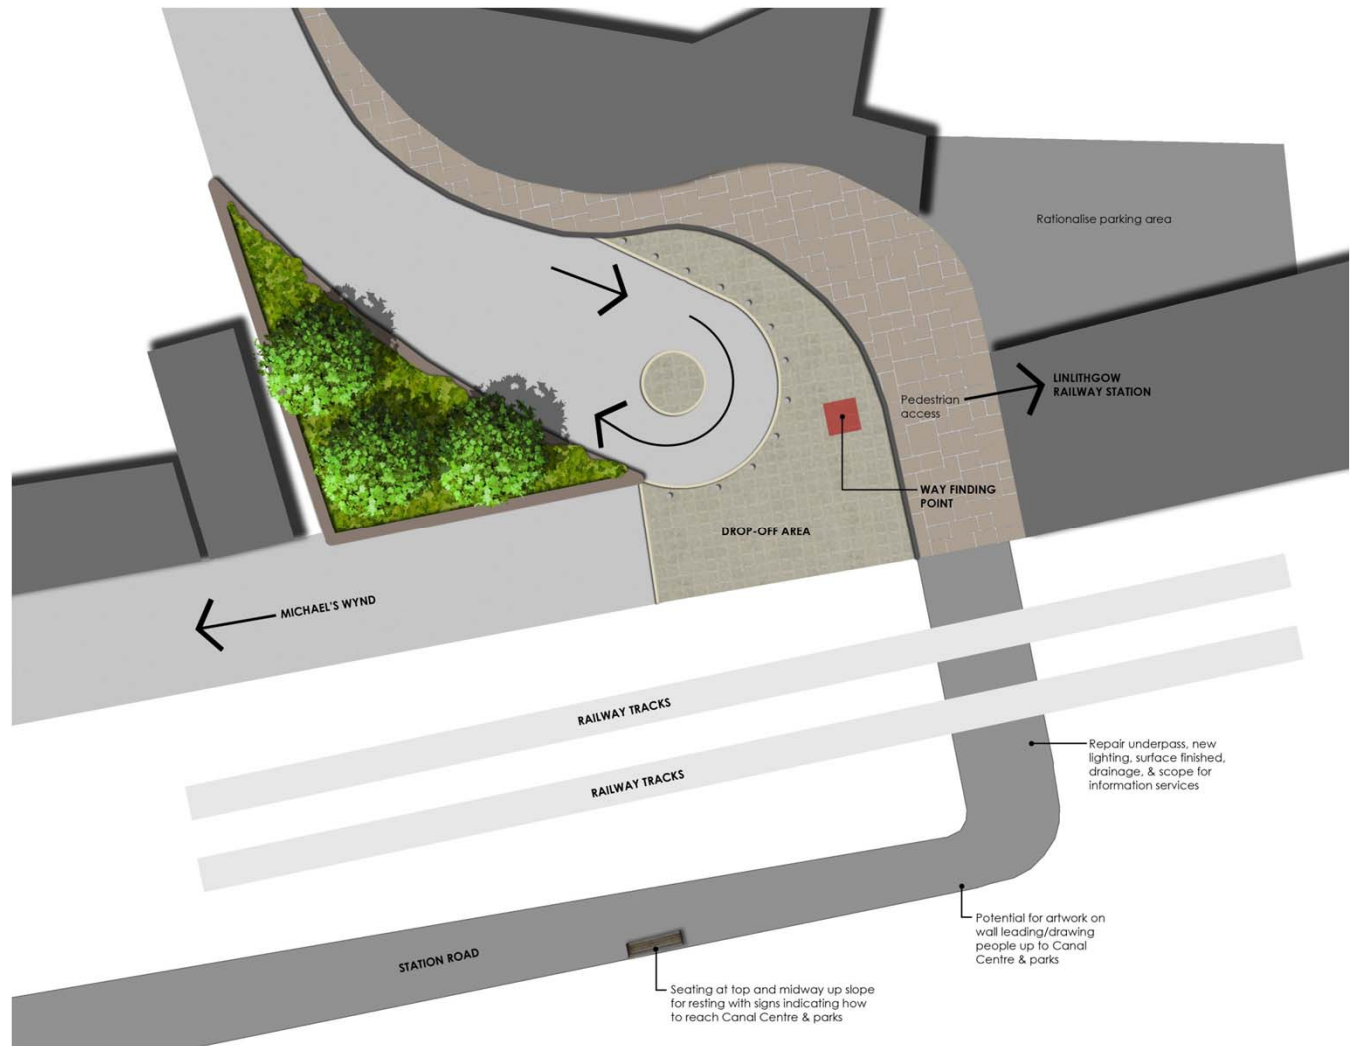 Rationalise parking area
LINLITHGOW
RAILWAY STATION
Pedestrian
access
WAY FINDING
POINT
DROP-OFF AREA
MICHAEL'S WYND
RAILWAY TRACKS
RAILWAY TRACKS
Repair underpass, new
lighting, surface finished,
drainage, & scope for
information services
Potential for artwork on
wall leading/drawing
people up to Canal
Centre & parks
STATION ROAD
Seating at top and midway up slope
for resting with signs indicating how
to reach Canal Centre & parks